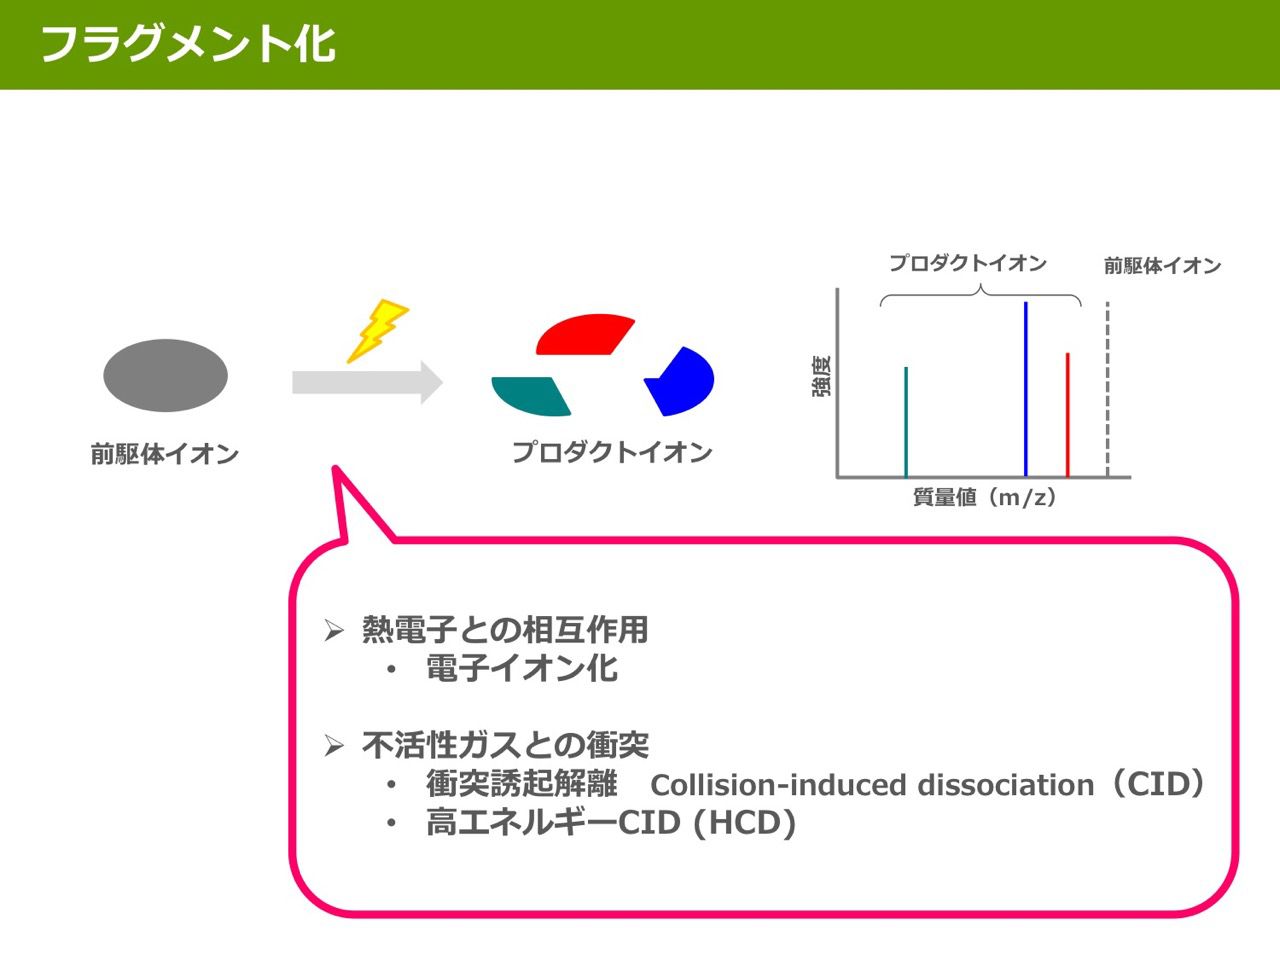 フラグメント化
プロダクトイオン
前駆体イオン
強度
質量値（m/z）
前駆体イオン
プロダクトイオン
➢ 熱電子との相互作用
• 電子イオン化
➢ 不活性ガスとの衝突
• 衝突誘起解離　Collision-induced dissociation（CID）
• 高エネルギーCID (HCD)